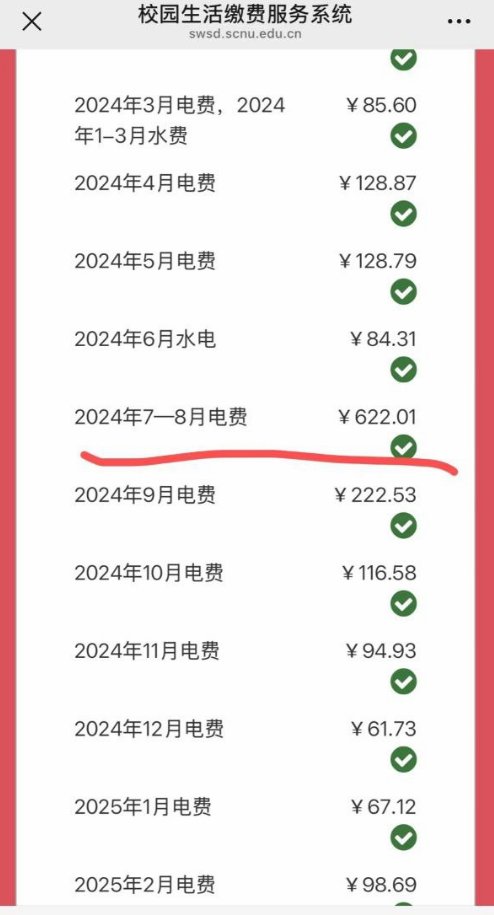 校园生活缴费服务系统
swsd.scnu.edu.cn
2024年3月电费，2024 ￥85.60
年1–3月水费
2024年4月电费 ￥128.87
2024年5月电费 ￥128.79
2024年6月水电 ￥84.31
2024年7—8月电费 ￥622.01
2024年9月电费 ￥222.53
2024年10月电费 ￥116.58
2024年11月电费 ￥94.93
2024年12月电费 ￥61.73
2025年1月电费 ￥67.12
2025年2月电费 ￥98.69